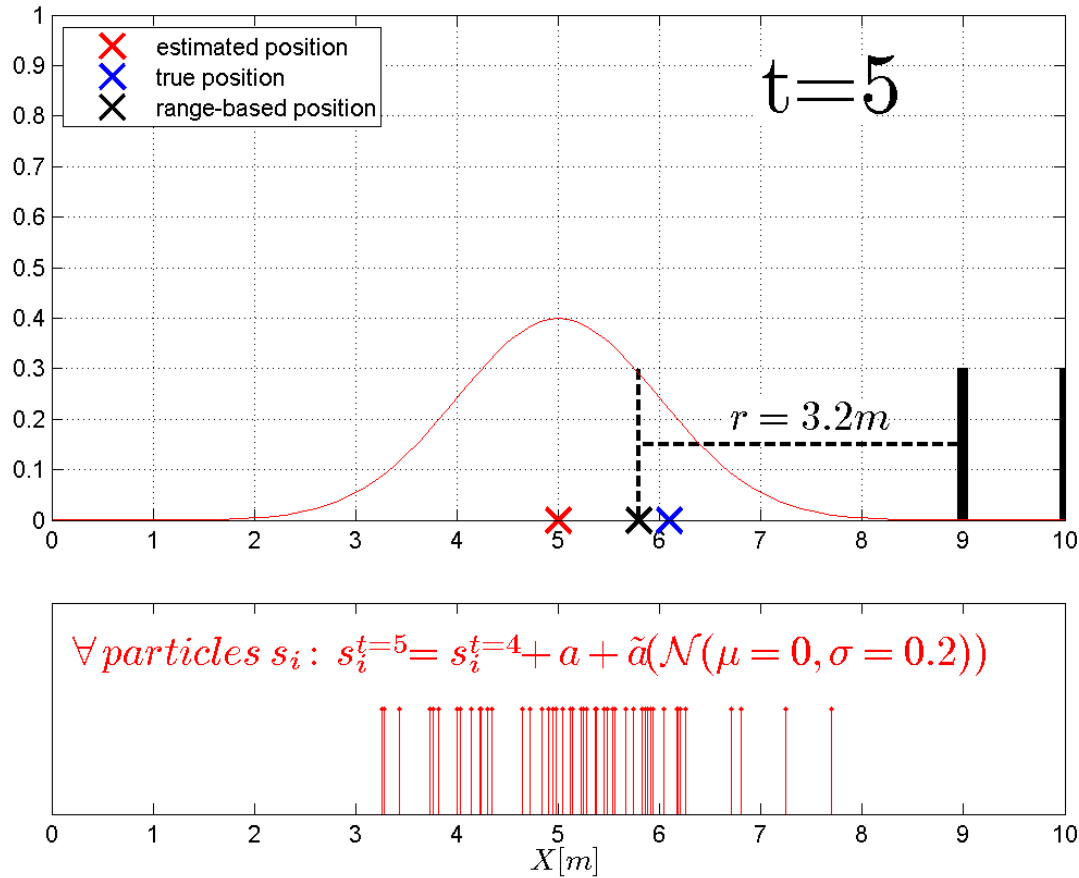 1
estimated position
0.9
true position
t=5
0.8
range-based position
0.7
0.6
0.5
0.4
0.3
r = 3.2m
0.2
0.1
0
0 1 2 3 4 5 6 7 8 9 10
∀ particles s_i : s_i^{t=5} = s_i^{t=4} + a + ã(𝒩(μ = 0, σ = 0.2))
0 1 2 3 4 5 6 7 8 9 10
X[m]